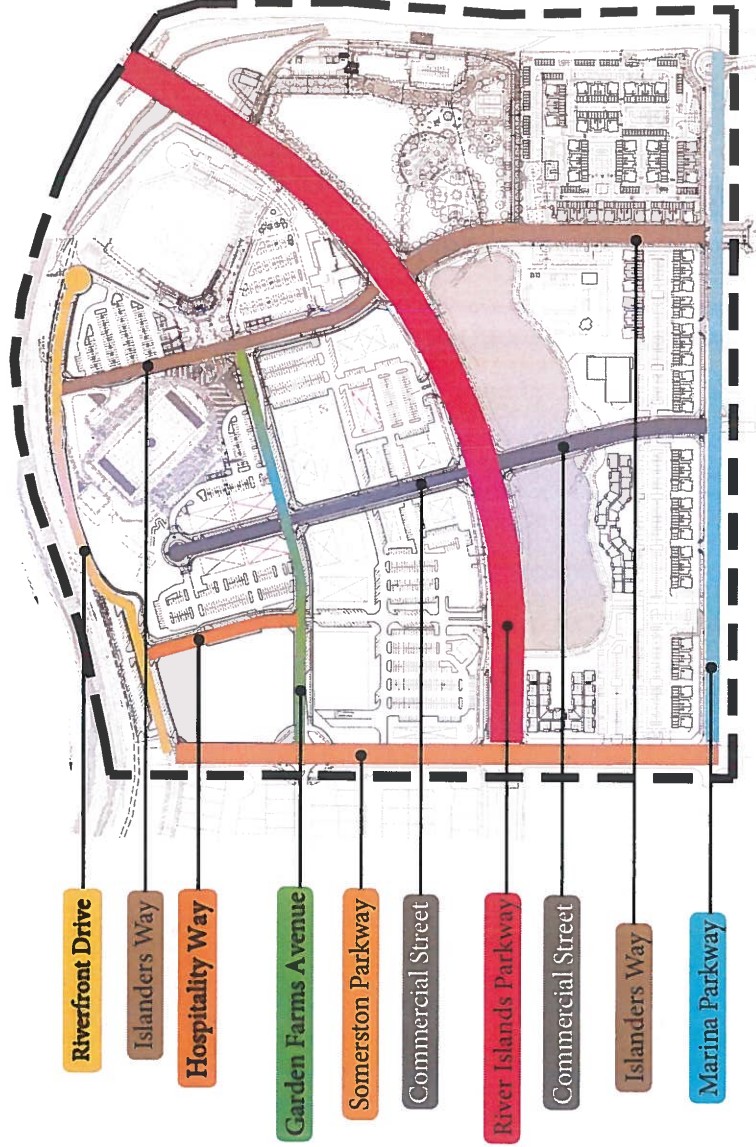 Riverfront Drive
Islanders Way
Hospitality Way
Garden Farms Avenue
Somerston Parkway
Commercial Street
River Islands Parkway
Commercial Street
Islanders Way
Marina Parkway